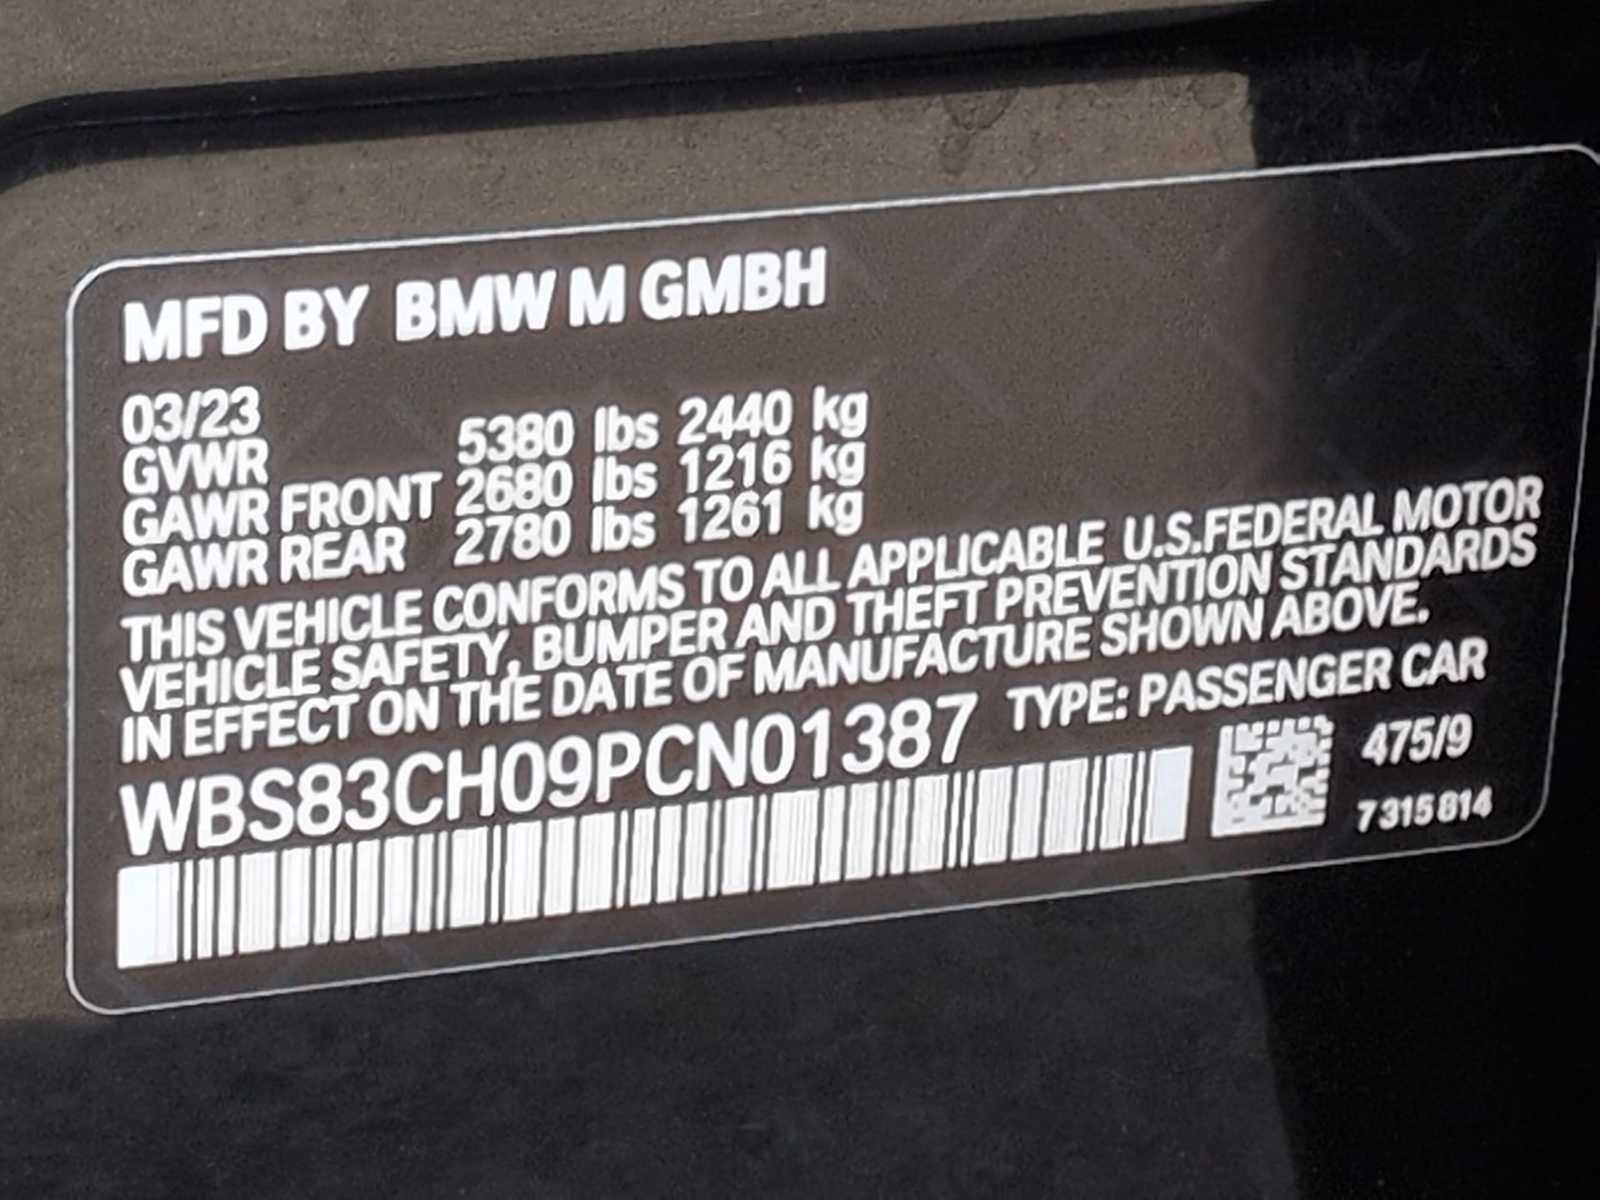 MFD BY BMW M GMBH
03/23
GVWR 5380 lbs 2440 kg
GAWR FRONT 2680 lbs 1216 kg
GAWR REAR 2780 lbs 1261 kg
THIS VEHICLE CONFORMS TO ALL APPLICABLE U.S.FEDERAL MOTOR
VEHICLE SAFETY, BUMPER AND THEFT PREVENTION STANDARDS
IN EFFECT ON THE DATE OF MANUFACTURE SHOWN ABOVE.
WBS83CH09PCN01387 TYPE: PASSENGER CAR
475/9
7315814